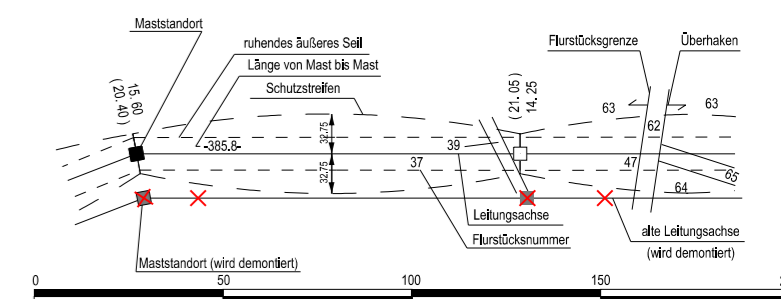 Maststandort
ruhendes äußeres Seil
Länge von Mast bis Mast
Schutzstreifen
Flurstücksgrenze
Überhaken
15.60
(20.40)
(21.05)
14.25
63
63
62
32.75
32.75
-385.8-
39
37
47
65
64
Leitungsachse
Flurstücksnummer
alte Leitungsachse
(wird demontiert)
Maststandort (wird demontiert)
0
50
100
150